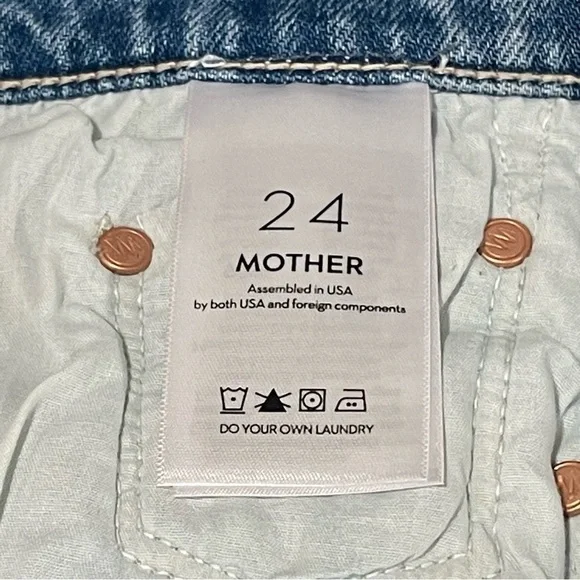 24
MOTHER
Assembled in USA
by both USA and foreign components
DO YOUR OWN LAUNDRY